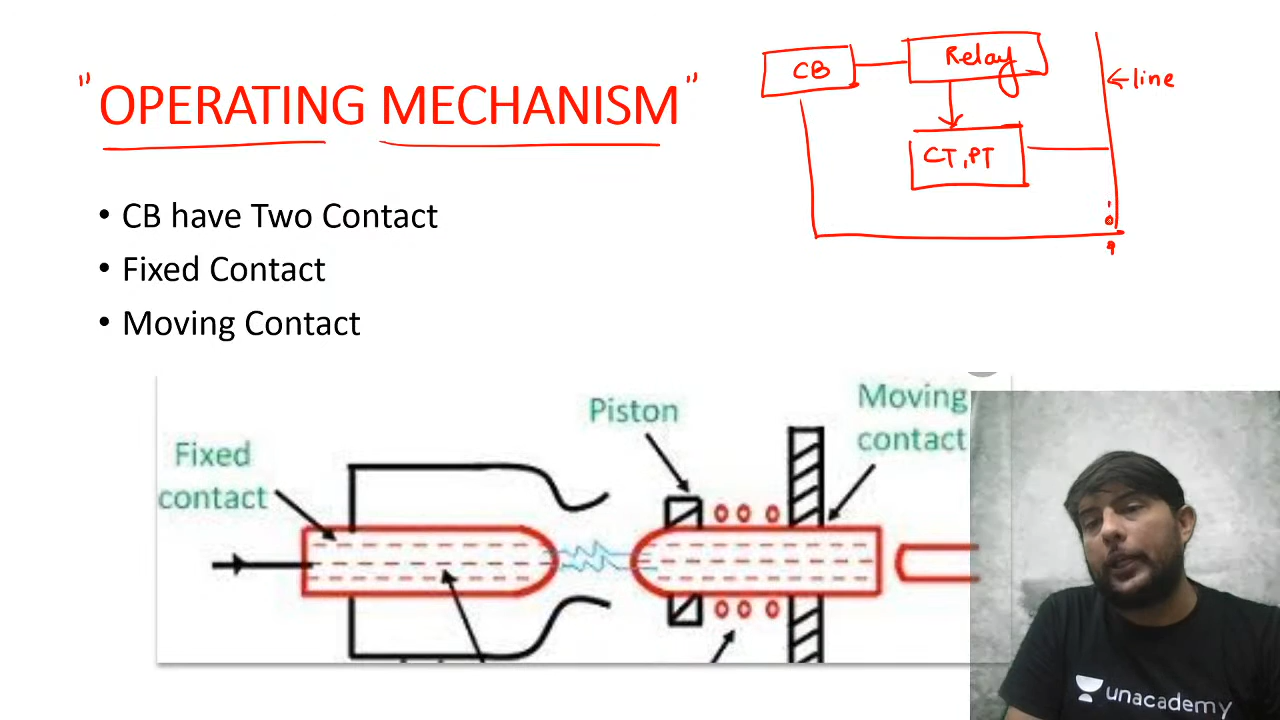 "OPERATING MECHANISM"
• CB have Two Contact
• Fixed Contact
• Moving Contact
CB
Relay
CT, PT
←line
Fixed
contact
Piston
Moving
contact
unacademy